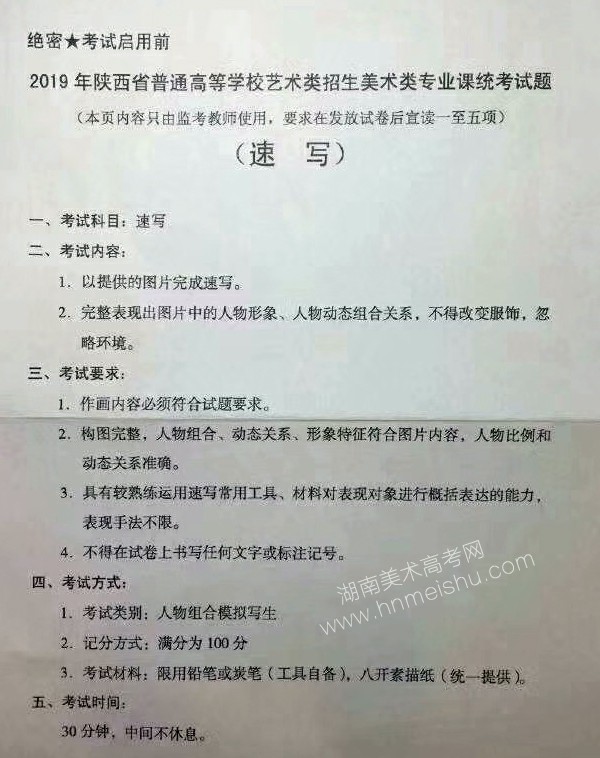 绝密★考试启用前
2019年陕西省普通高等学校艺术类招生美术类专业课统考试题
（本页内容只由监考教师使用，要求在发放试卷后宣读一至五项）
（速 写）
一、考试科目：速写
二、考试内容：
1．以提供的图片完成速写。
2．完整表现出图片中的人物形象、人物动态组合关系，不得改变服饰，忽
略环境。
三、考试要求：
1．作画内容必须符合试题要求。
2．构图完整，人物组合、动态关系、形象特征符合图片内容，人物比例和
动态关系准确。
3．具有较熟练运用速写常用工具、材料对表现对象进行概括表达的能力，
表现手法不限。
4．不得在试卷上书写任何文字或标注记号。
四、考试方式：
1．考试类别：人物组合模拟写生
2．记分方式：满分为100分
3．考试材料：限用铅笔或炭笔（工具自备），八开素描纸（统一提供）。
五、考试时间：
30分钟，中间不休息。
湖南美术高考网
www.hnmeishu.com